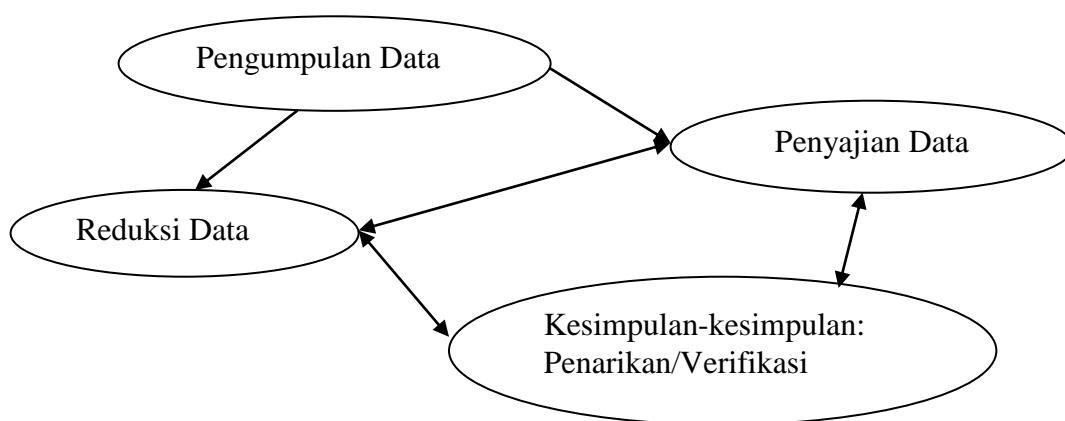 Pengumpulan Data
Penyajian Data
Reduksi Data
Kesimpulan-kesimpulan:
Penarikan/Verifikasi